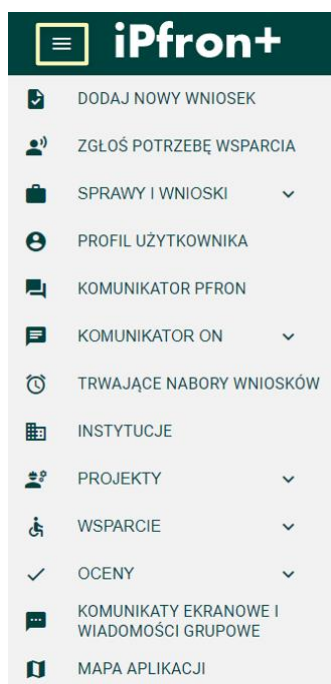 iPfron+
DODAJ NOWY WNIOSEK
ZGŁOŚ POTRZEBĘ WSPARCIA
SPRAWY I WNIOSKI
PROFIL UŻYTKOWNIKA
KOMUNIKATOR PFRON
KOMUNIKATOR ON
TRWAJĄCE NABORY WNIOSKÓW
INSTYTUCJE
PROJEKTY
WSPARCIE
OCENY
KOMUNIKATY EKRANOWE I
WIADOMOŚCI GRUPOWE
MAPA APLIKACJI